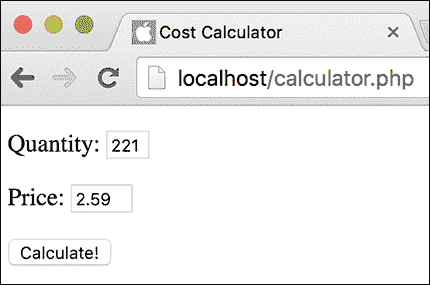 Cost Calculator
localhost/calculator.php
Quantity: 221
Price: 2.59
Calculate!